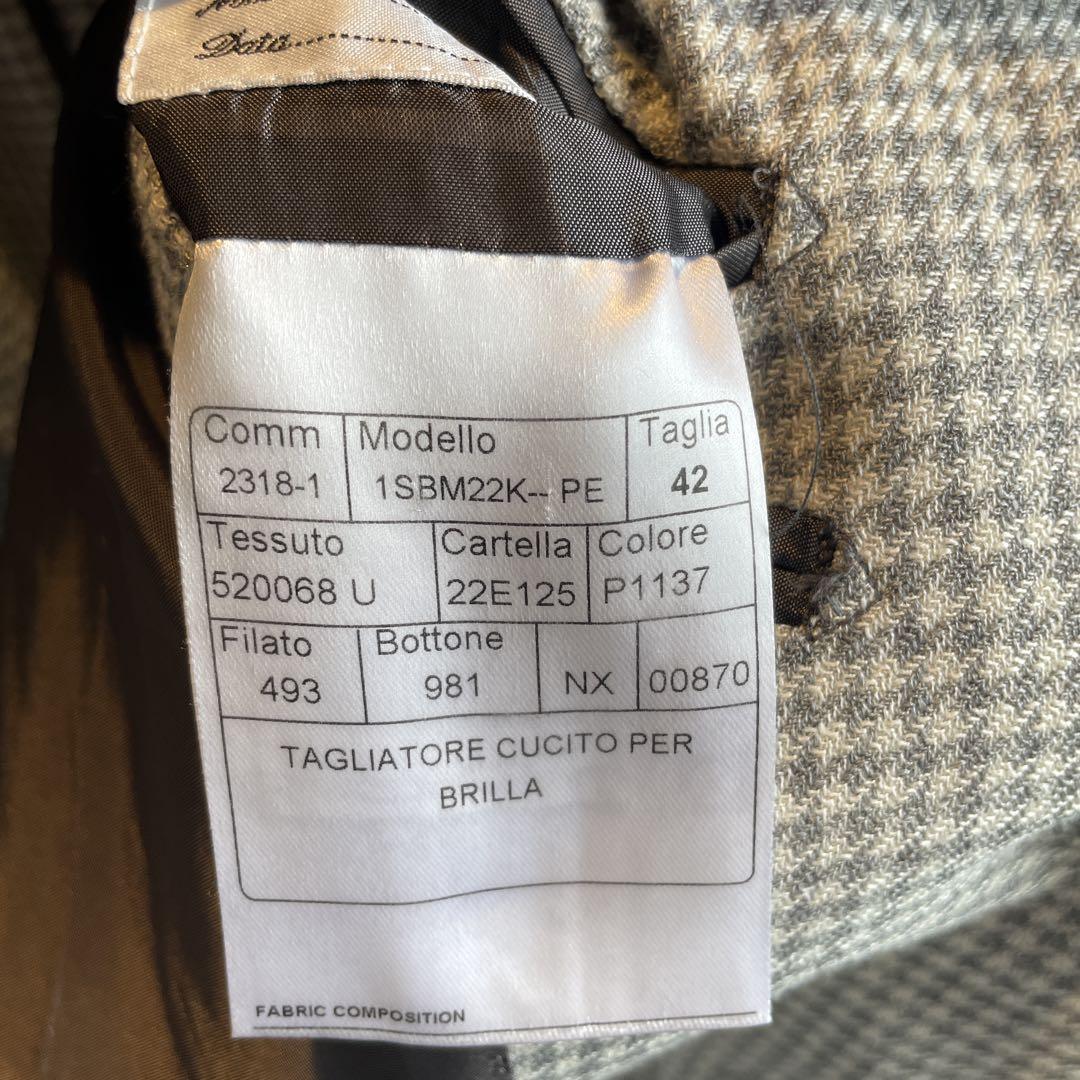 Data
Comm Modello Taglia
2318-1 1SBM22K-- PE 42
Tessuto Cartella Colore
520068 U 22E125 P1137
Filato Bottone
493 981 NX 00870
TAGLIATORE CUCITO PER
BRILLA
FABRIC COMPOSITION